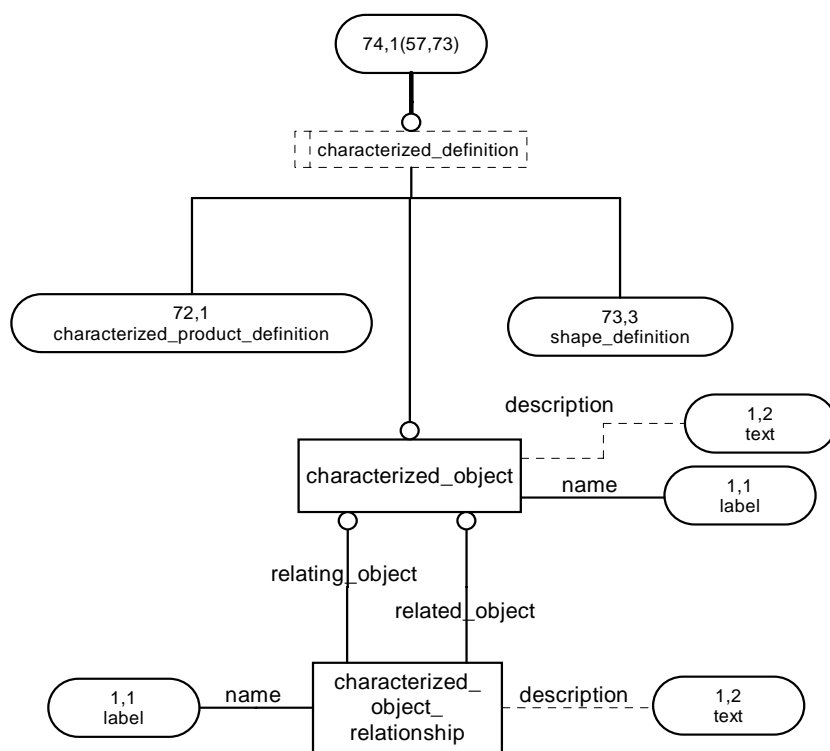 74,1(57,73)
characterized_definition
72,1
characterized_product_definition
73,3
shape_definition
description
1,2
text
characterized_object
name
1,1
label
relating_object
related_object
1,1
label
name
characterized_
object_
relationship
description
1,2
text